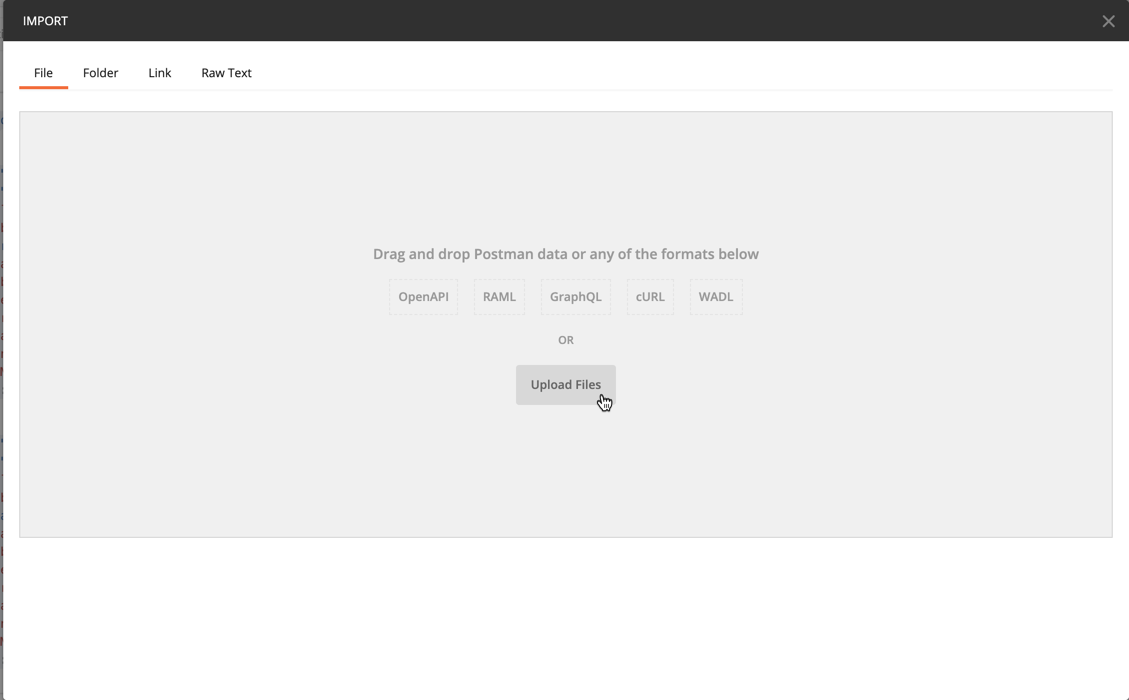 IMPORT
File Folder Link Raw Text
Drag and drop Postman data or any of the formats below
OpenAPI RAML GraphQL cURL WADL
OR
Upload Files